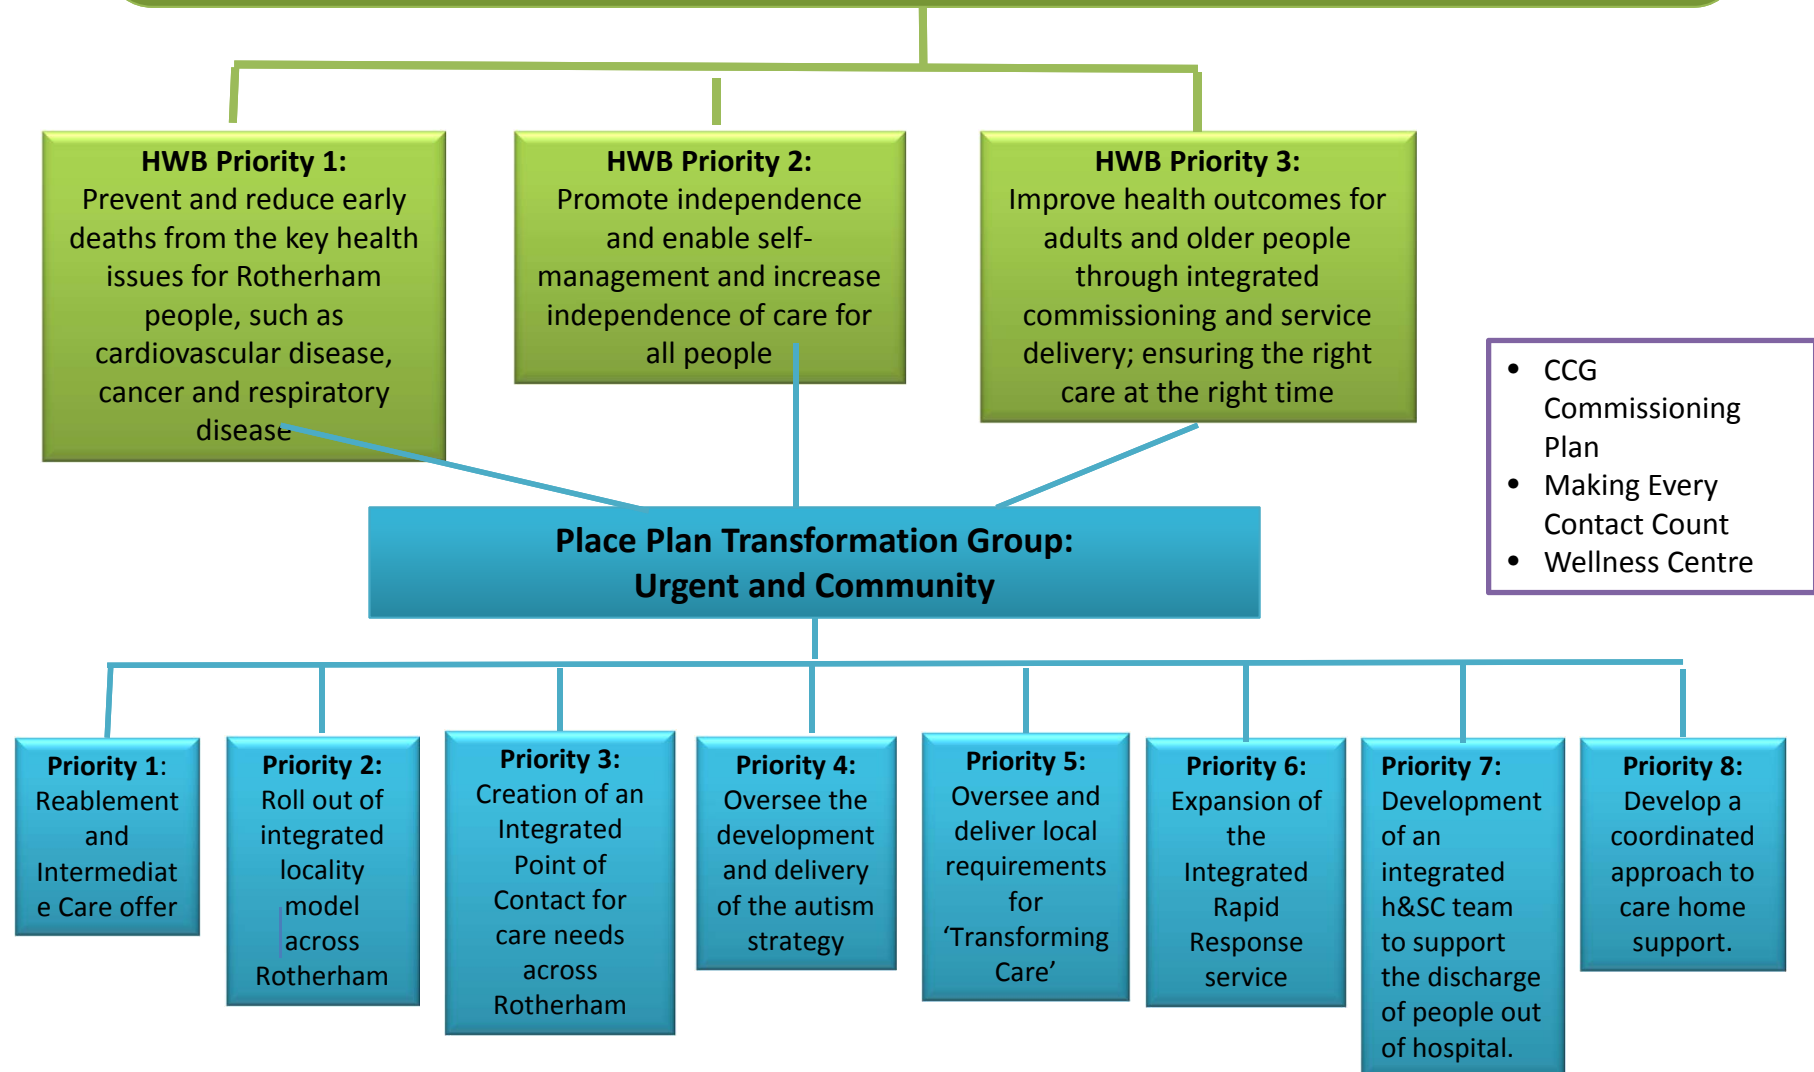 HWB Priority 1:
Prevent and reduce early
deaths from the key health
issues for Rotherham
people, such as
cardiovascular disease,
cancer and respiratory
disease
HWB Priority 2:
Promote independence
and enable self-
management and increase
independence of care for
all people
HWB Priority 3:
Improve health outcomes for
adults and older people
through integrated
commissioning and service
delivery; ensuring the right
care at the right time
• CCG
Commissioning
Plan
• Making Every
Contact Count
• Wellness Centre
Place Plan Transformation Group:
Urgent and Community
Priority 1:
Reablement
and
Intermediat
e Care offer
Priority 2:
Roll out of
integrated
locality
model
across
Rotherham
Priority 3:
Creation of an
Integrated
Point of
Contact for
care needs
across
Rotherham
Priority 4:
Oversee the
development
and delivery
of the autism
strategy
Priority 5:
Oversee and
deliver local
requirements
for
‘Transforming
Care’
Priority 6:
Expansion of
the
Integrated
Rapid
Response
service
Priority 7:
Development
of an
integrated
h&SC team
to support
the discharge
of people out
of hospital.
Priority 8:
Develop a
coordinated
approach to
care home
support.